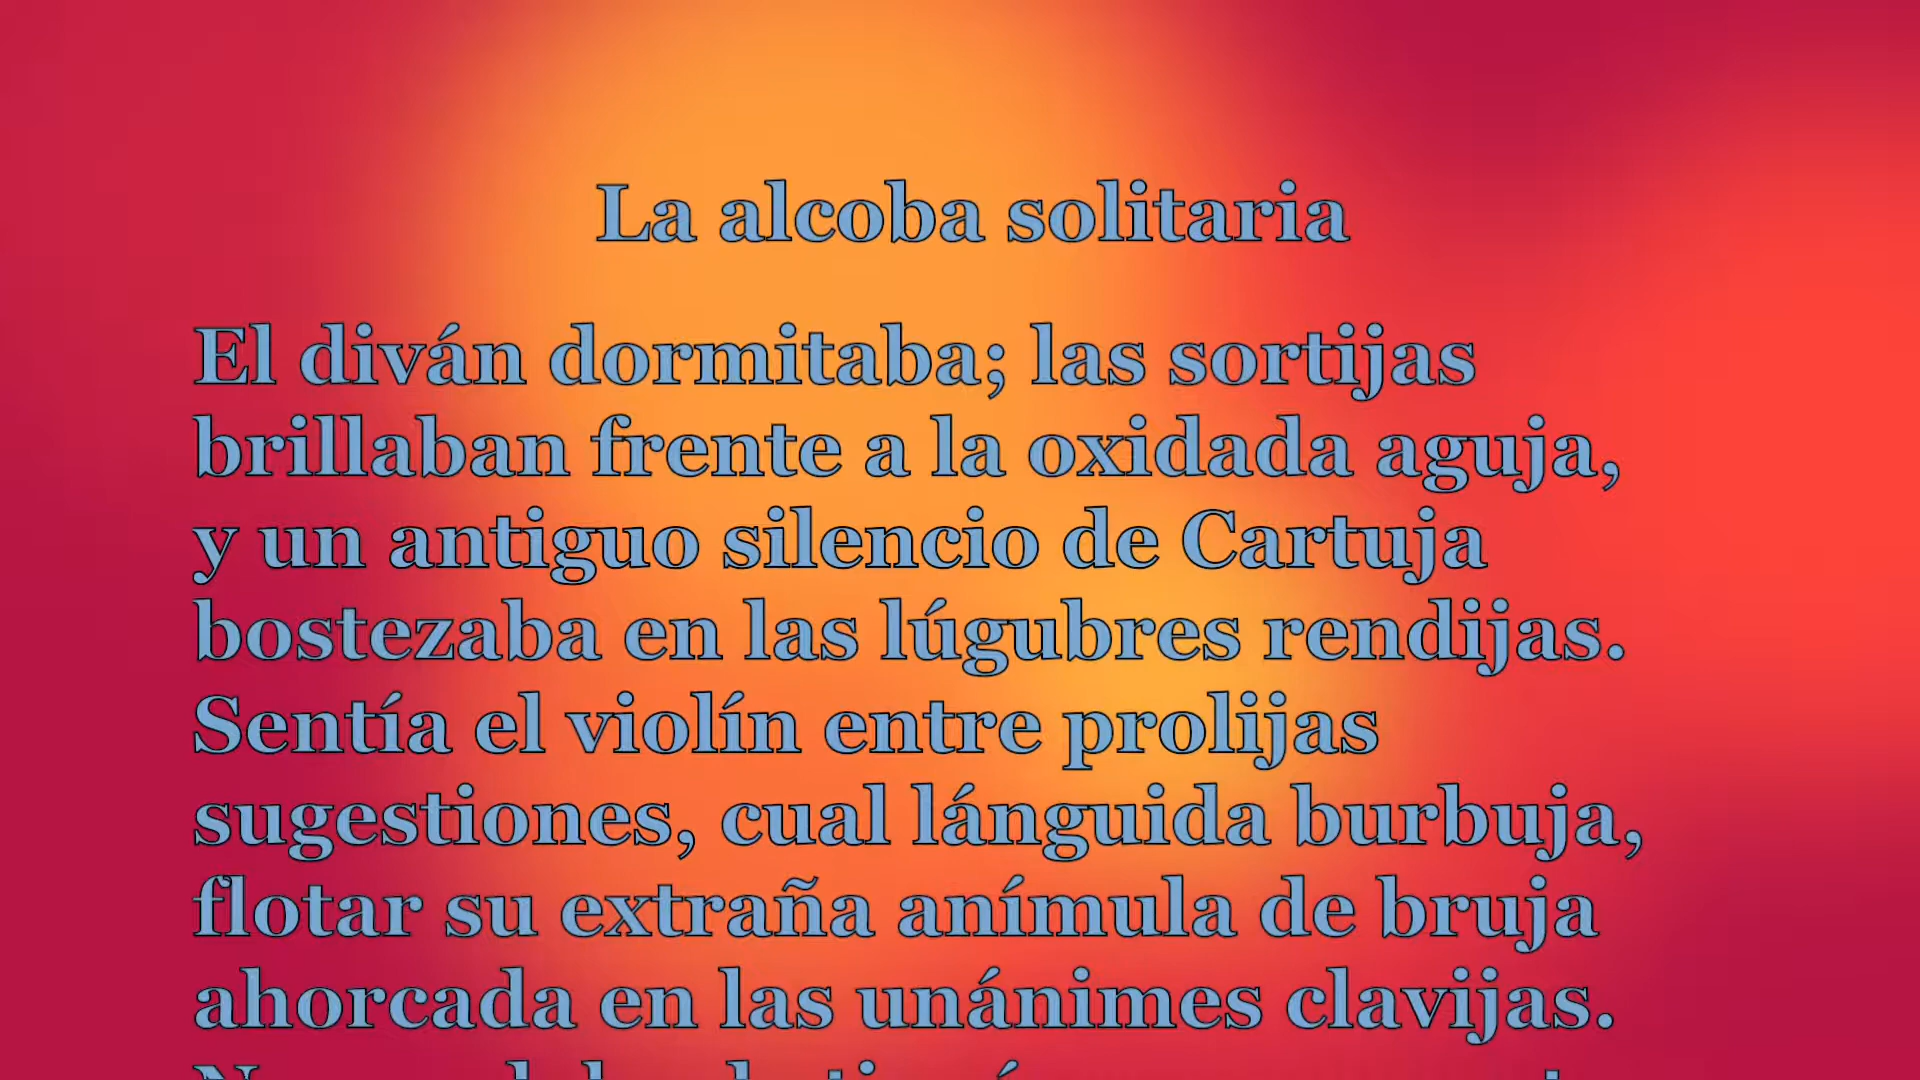 La alcoba solitaria
El diván dormitaba; las sortijas
brillaban frente a la oxidada aguja,
y un antiguo silencio de Cartuja
bostezaba en las lúgubres rendijas.
Sentía el violín entre prolijas
sugestiones, cual lánguida burbuja,
flotar su extraña anímula de bruja
ahorcada en las unánimes clavijas.